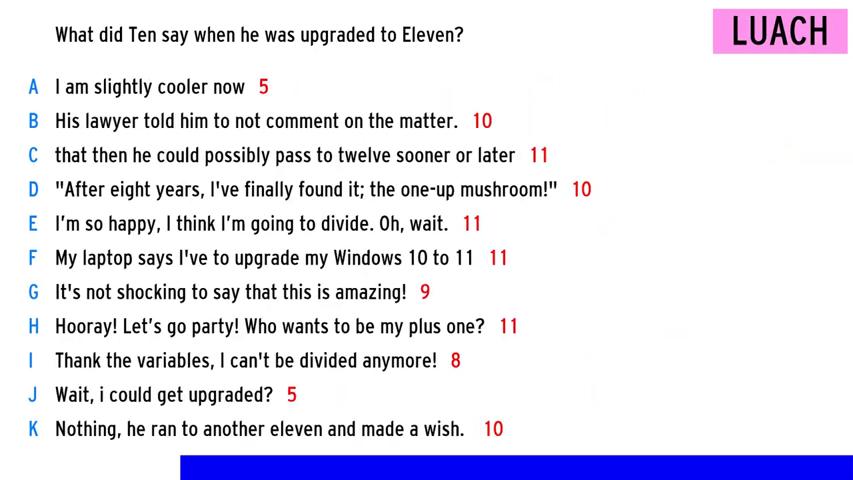 What did Ten say when he was upgraded to Eleven?
LUACH
A I am slightly cooler now 5
B His lawyer told him to not comment on the matter. 10
C that then he could possibly pass to twelve sooner or later 11
D "After eight years, I've finally found it; the one-up mushroom!" 10
E I’m so happy, I think I’m going to divide. Oh, wait. 11
F My laptop says I've to upgrade my Windows 10 to 11 11
G It's not shocking to say that this is amazing! 9
H Hooray! Let’s go party! Who wants to be my plus one? 11
I Thank the variables, I can't be divided anymore! 8
J Wait, i could get upgraded? 5
K Nothing, he ran to another eleven and made a wish. 10